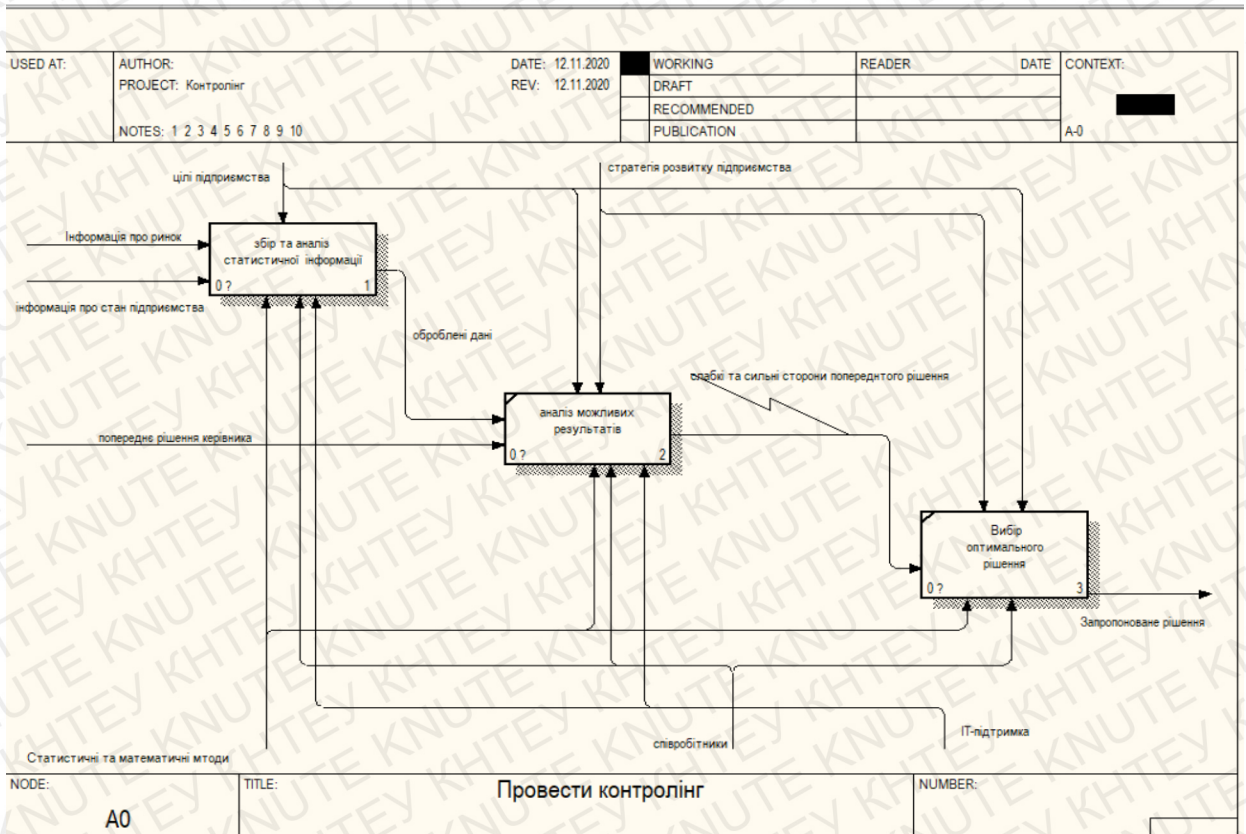 USED AT:
AUTHOR:
DATE: 12.11.2020
WORKING
READER
DATE
CONTEXT:
PROJECT: Контролінг
REV: 12.11.2020
DRAFT
RECOMMENDED
NOTES: 1 2 3 4 5 6 7 8 9 10
PUBLICATION
A-0
цілі підприємства
стратегія розвитку підприємства
Інформація про ринок
збір та аналіз
статистичної інформації
0 ?
1
інформація про стан підприємства
оброблені дані
слабкі та сильні сторони попереднтого рішення
аналіз можливих
результатів
0 ?
2
попереднє рішення керівника
Вибір
оптимального
рішення
0 ?
3
Запропоноване рішення
ІТ-підтримка
співробітники
Статистичні та математичні мтоди
NODE:
TITLE:
Провести контролінг
NUMBER:
A0
КНТЕУ KNUTE